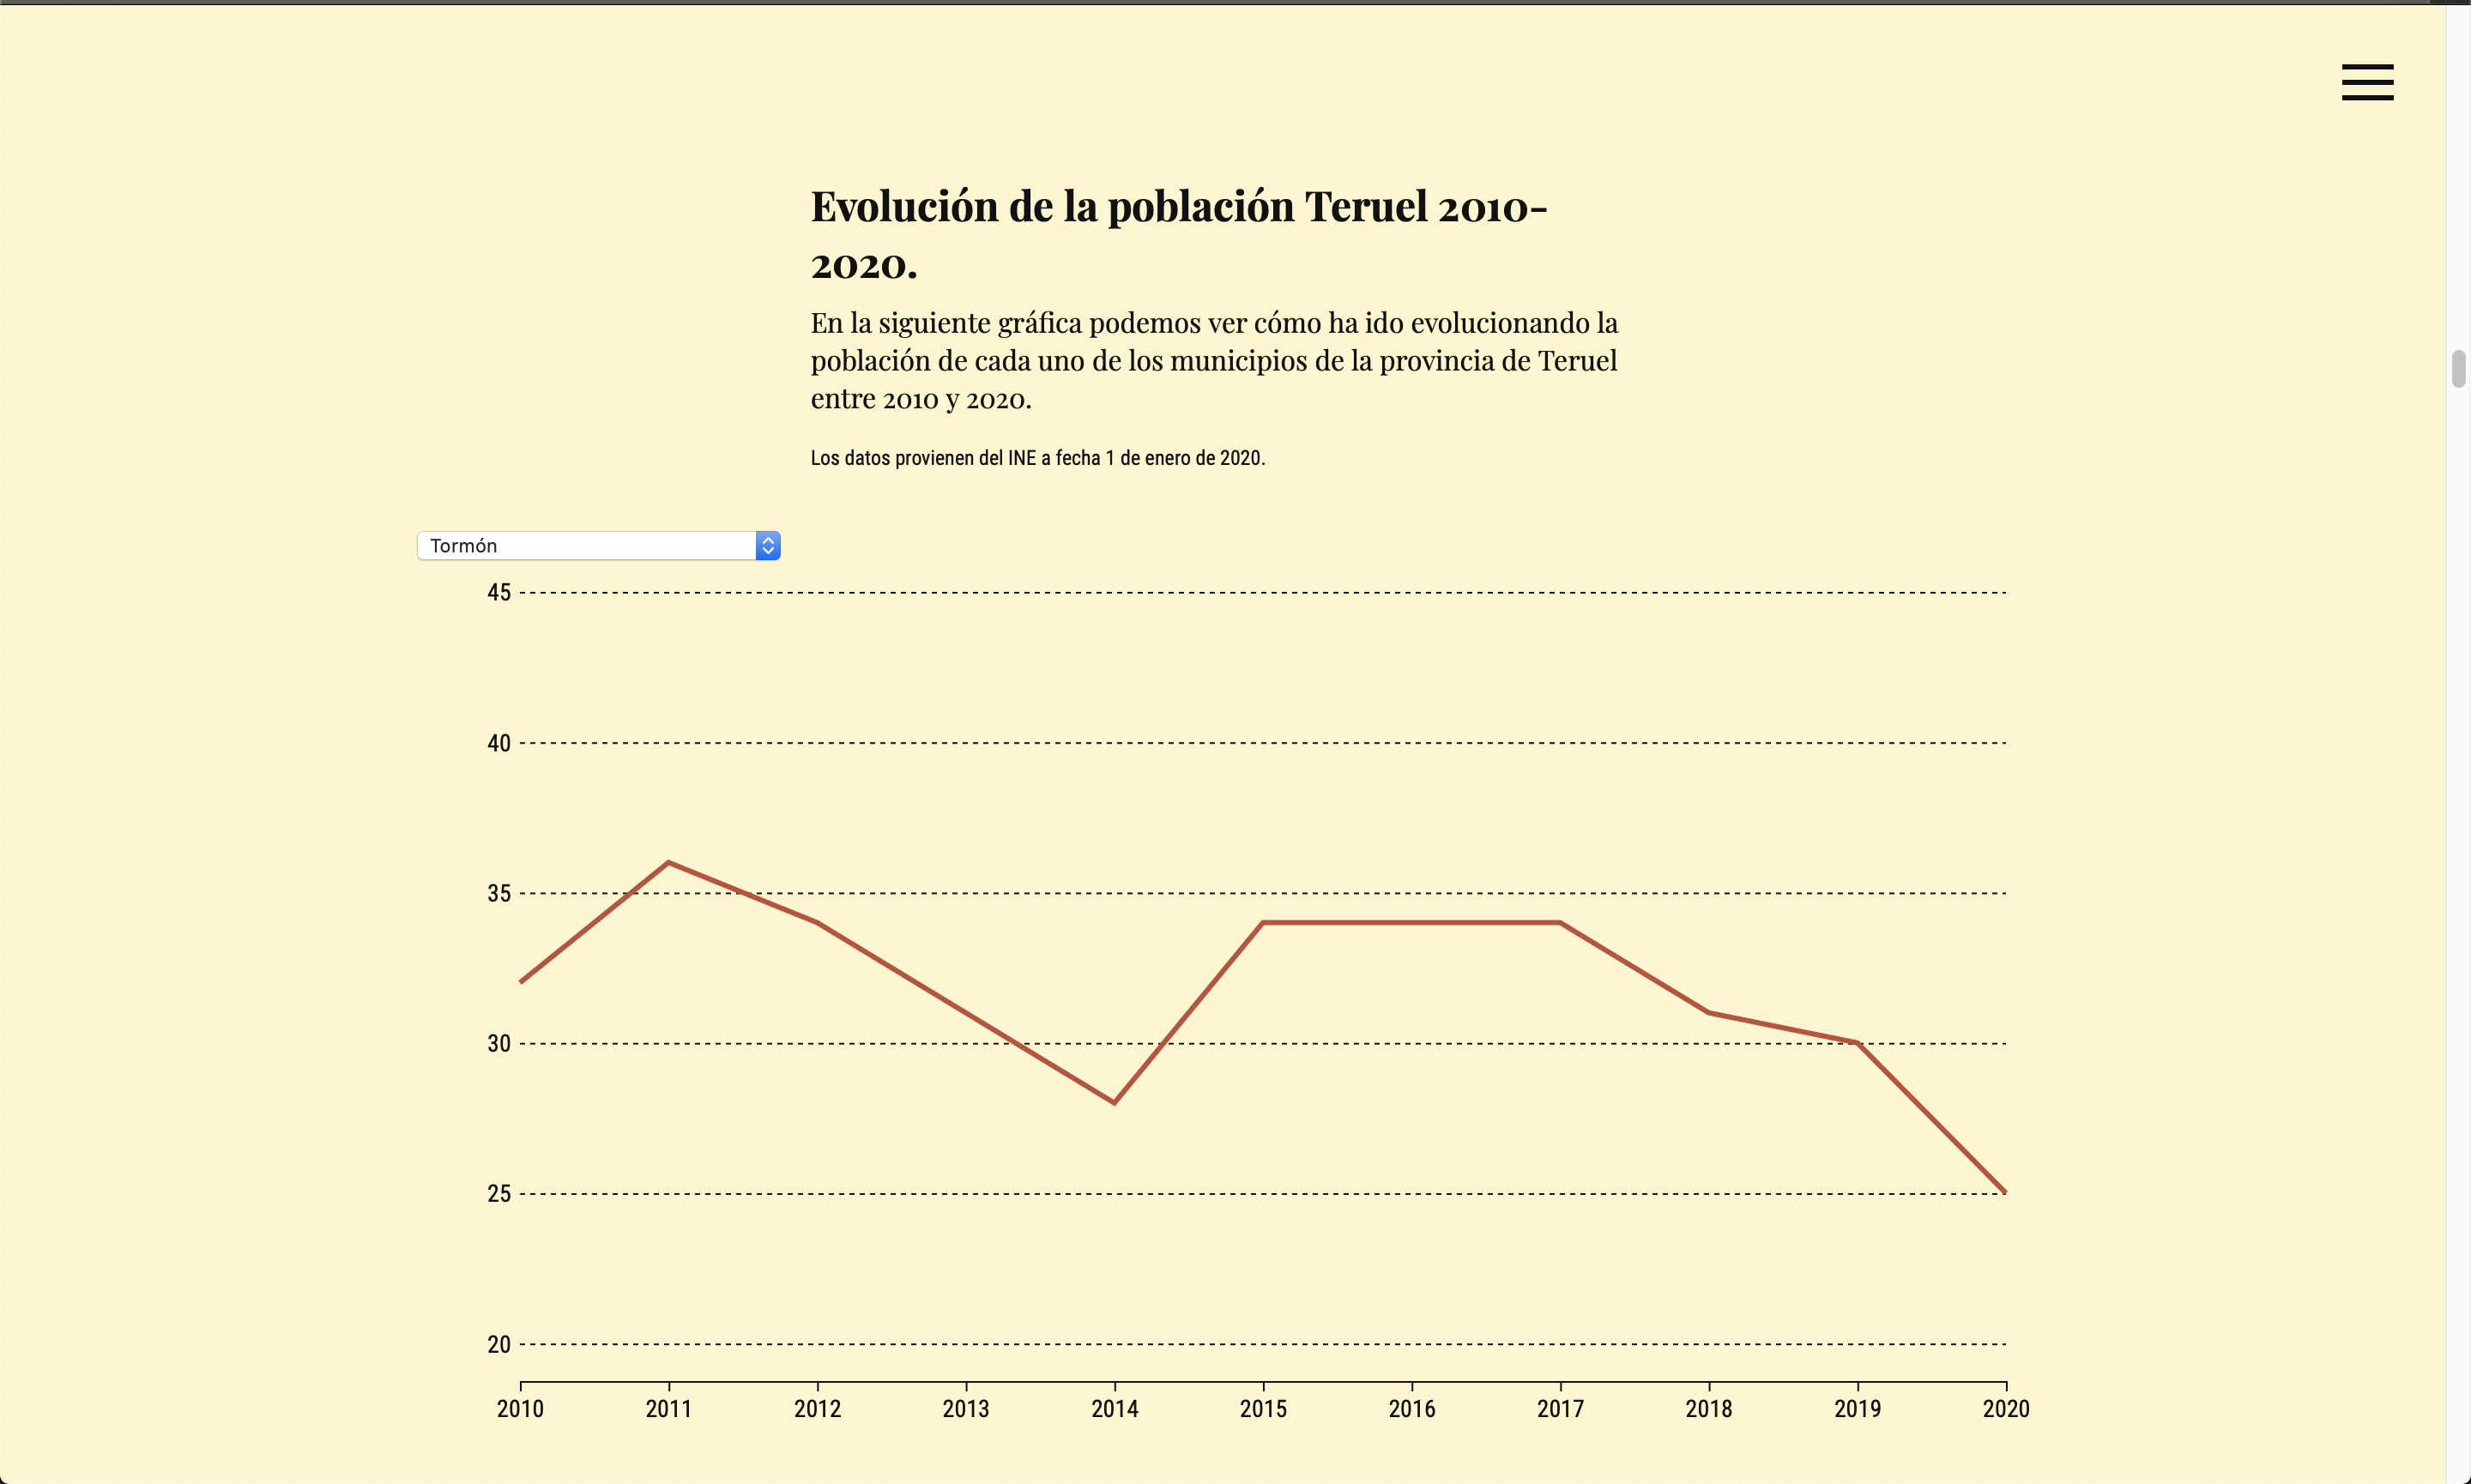 Evolución de la población Teruel 2010-
2020.
En la siguiente gráfica podemos ver cómo ha ido evolucionando la
población de cada uno de los municipios de la provincia de Teruel
entre 2010 y 2020.
Los datos provienen del INE a fecha 1 de enero de 2020.
Tormón
45
40
35
30
25
20
2010 2011 2012 2013 2014 2015 2016 2017 2018 2019 2020